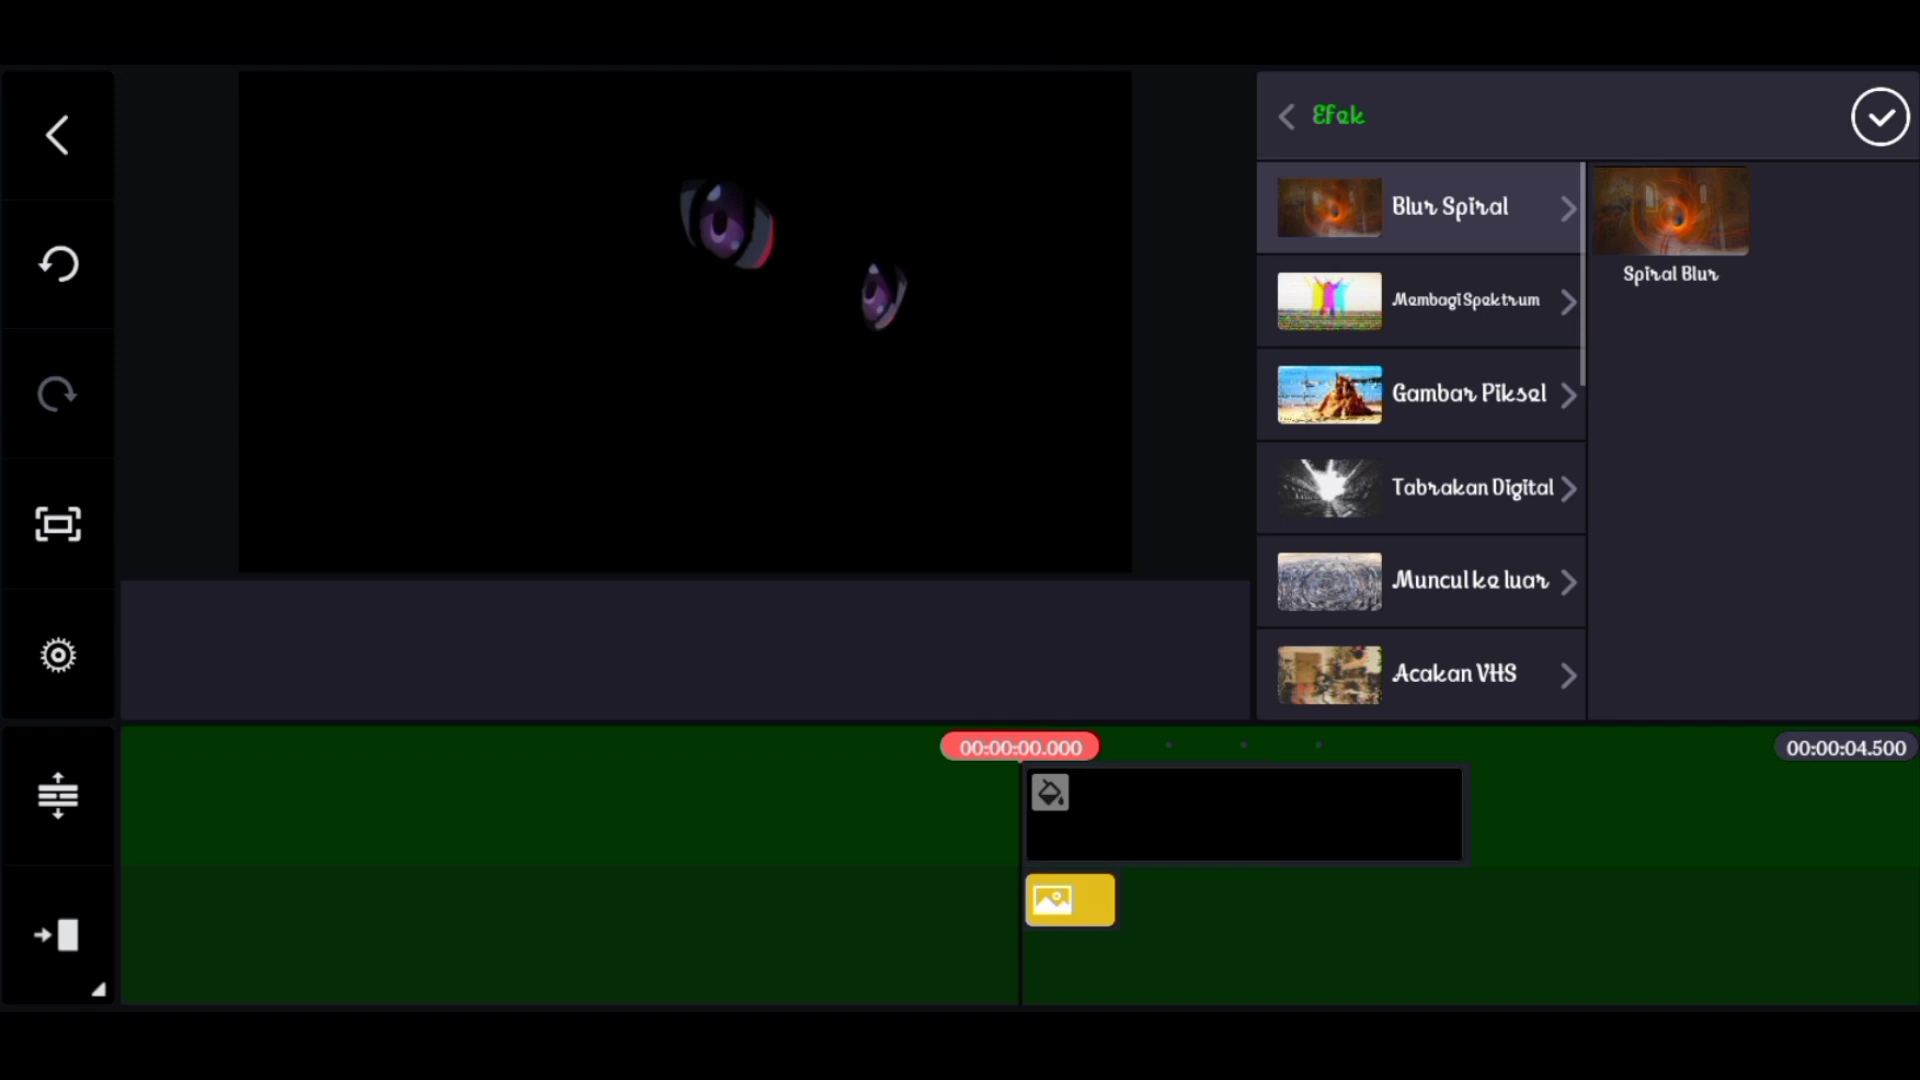 Efek
Blur Spiral
Spiral Blur
Membagi Spektrum
Gambar Piksel
Tabrakan Digital
Muncul ke luar
Acakan VHS
00:00:00.000
00:00:04.500